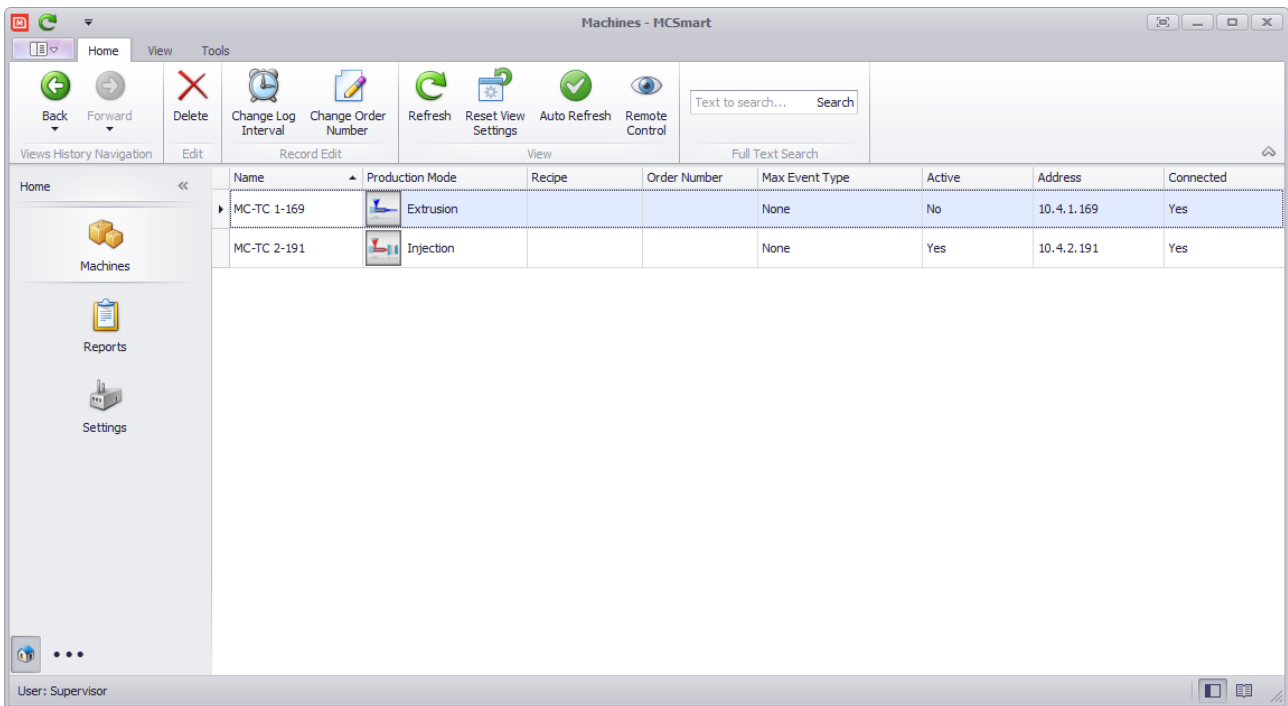 Machines - MCSmart
Home View Tools
Back Forward Delete Change Log Interval Change Order Number Refresh Reset View Settings Auto Refresh Remote Control Text to search... Search
Views History Navigation Edit Record Edit View Full Text Search
Home
Machines
Reports
Settings
Name Production Mode Recipe Order Number Max Event Type Active Address Connected
MC-TC 1-169 Extrusion None No 10.4.1.169 Yes
MC-TC 2-191 Injection None Yes 10.4.2.191 Yes
User: Supervisor